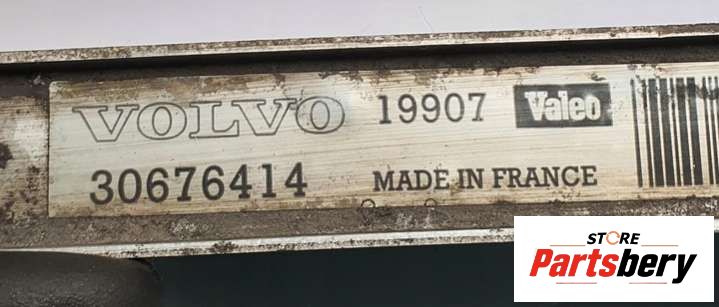 VOLVO 19907 Valeo
30676414 MADE IN FRANCE
STORE
Partsbery